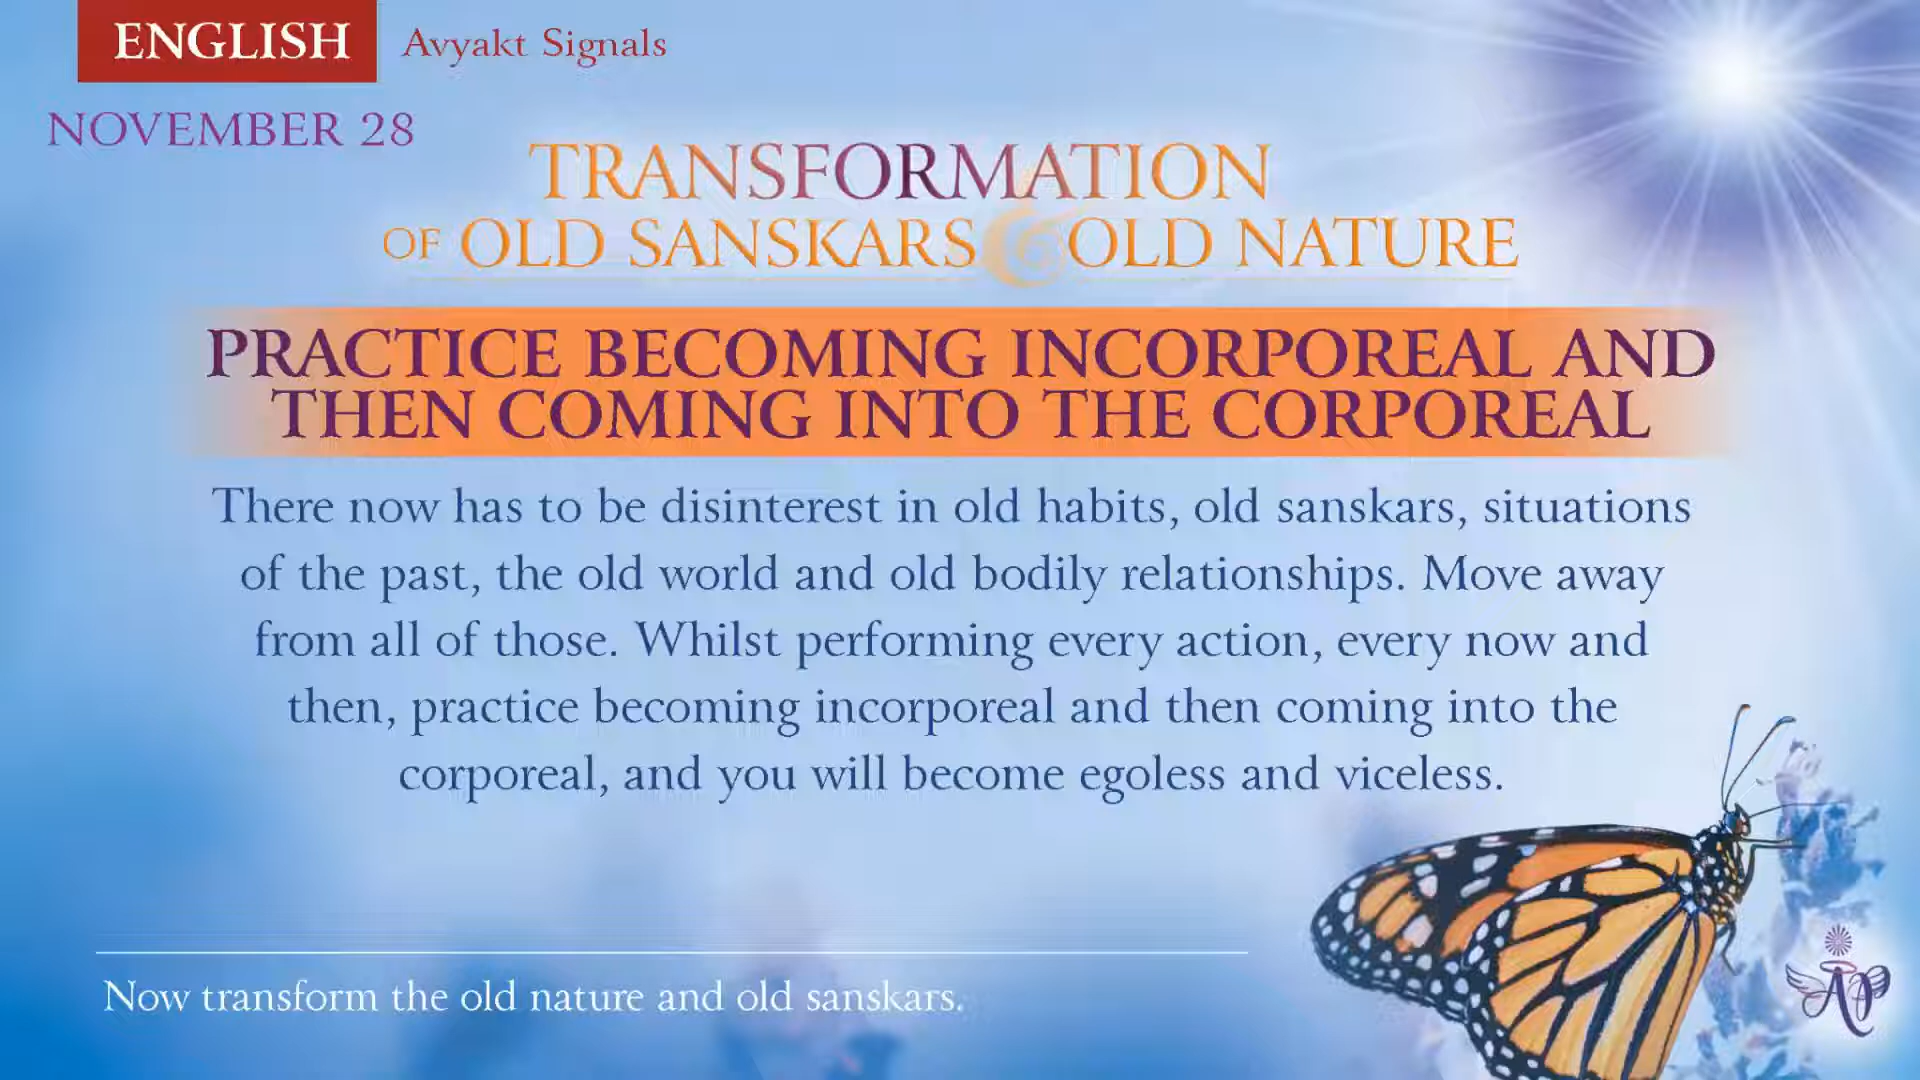 ENGLISH Avyakt Signals
NOVEMBER 28
TRANSFORMATION
OF OLD SANSKARS & OLD NATURE
PRACTICE BECOMING INCORPOREAL AND
THEN COMING INTO THE CORPOREAL
There now has to be disinterest in old habits, old sanskars, situations
of the past, the old world and old bodily relationships. Move away
from all of those. Whilst performing every action, every now and
then, practice becoming incorporeal and then coming into the
corporeal, and you will become egoless and viceless.
Now transform the old nature and old sanskars.